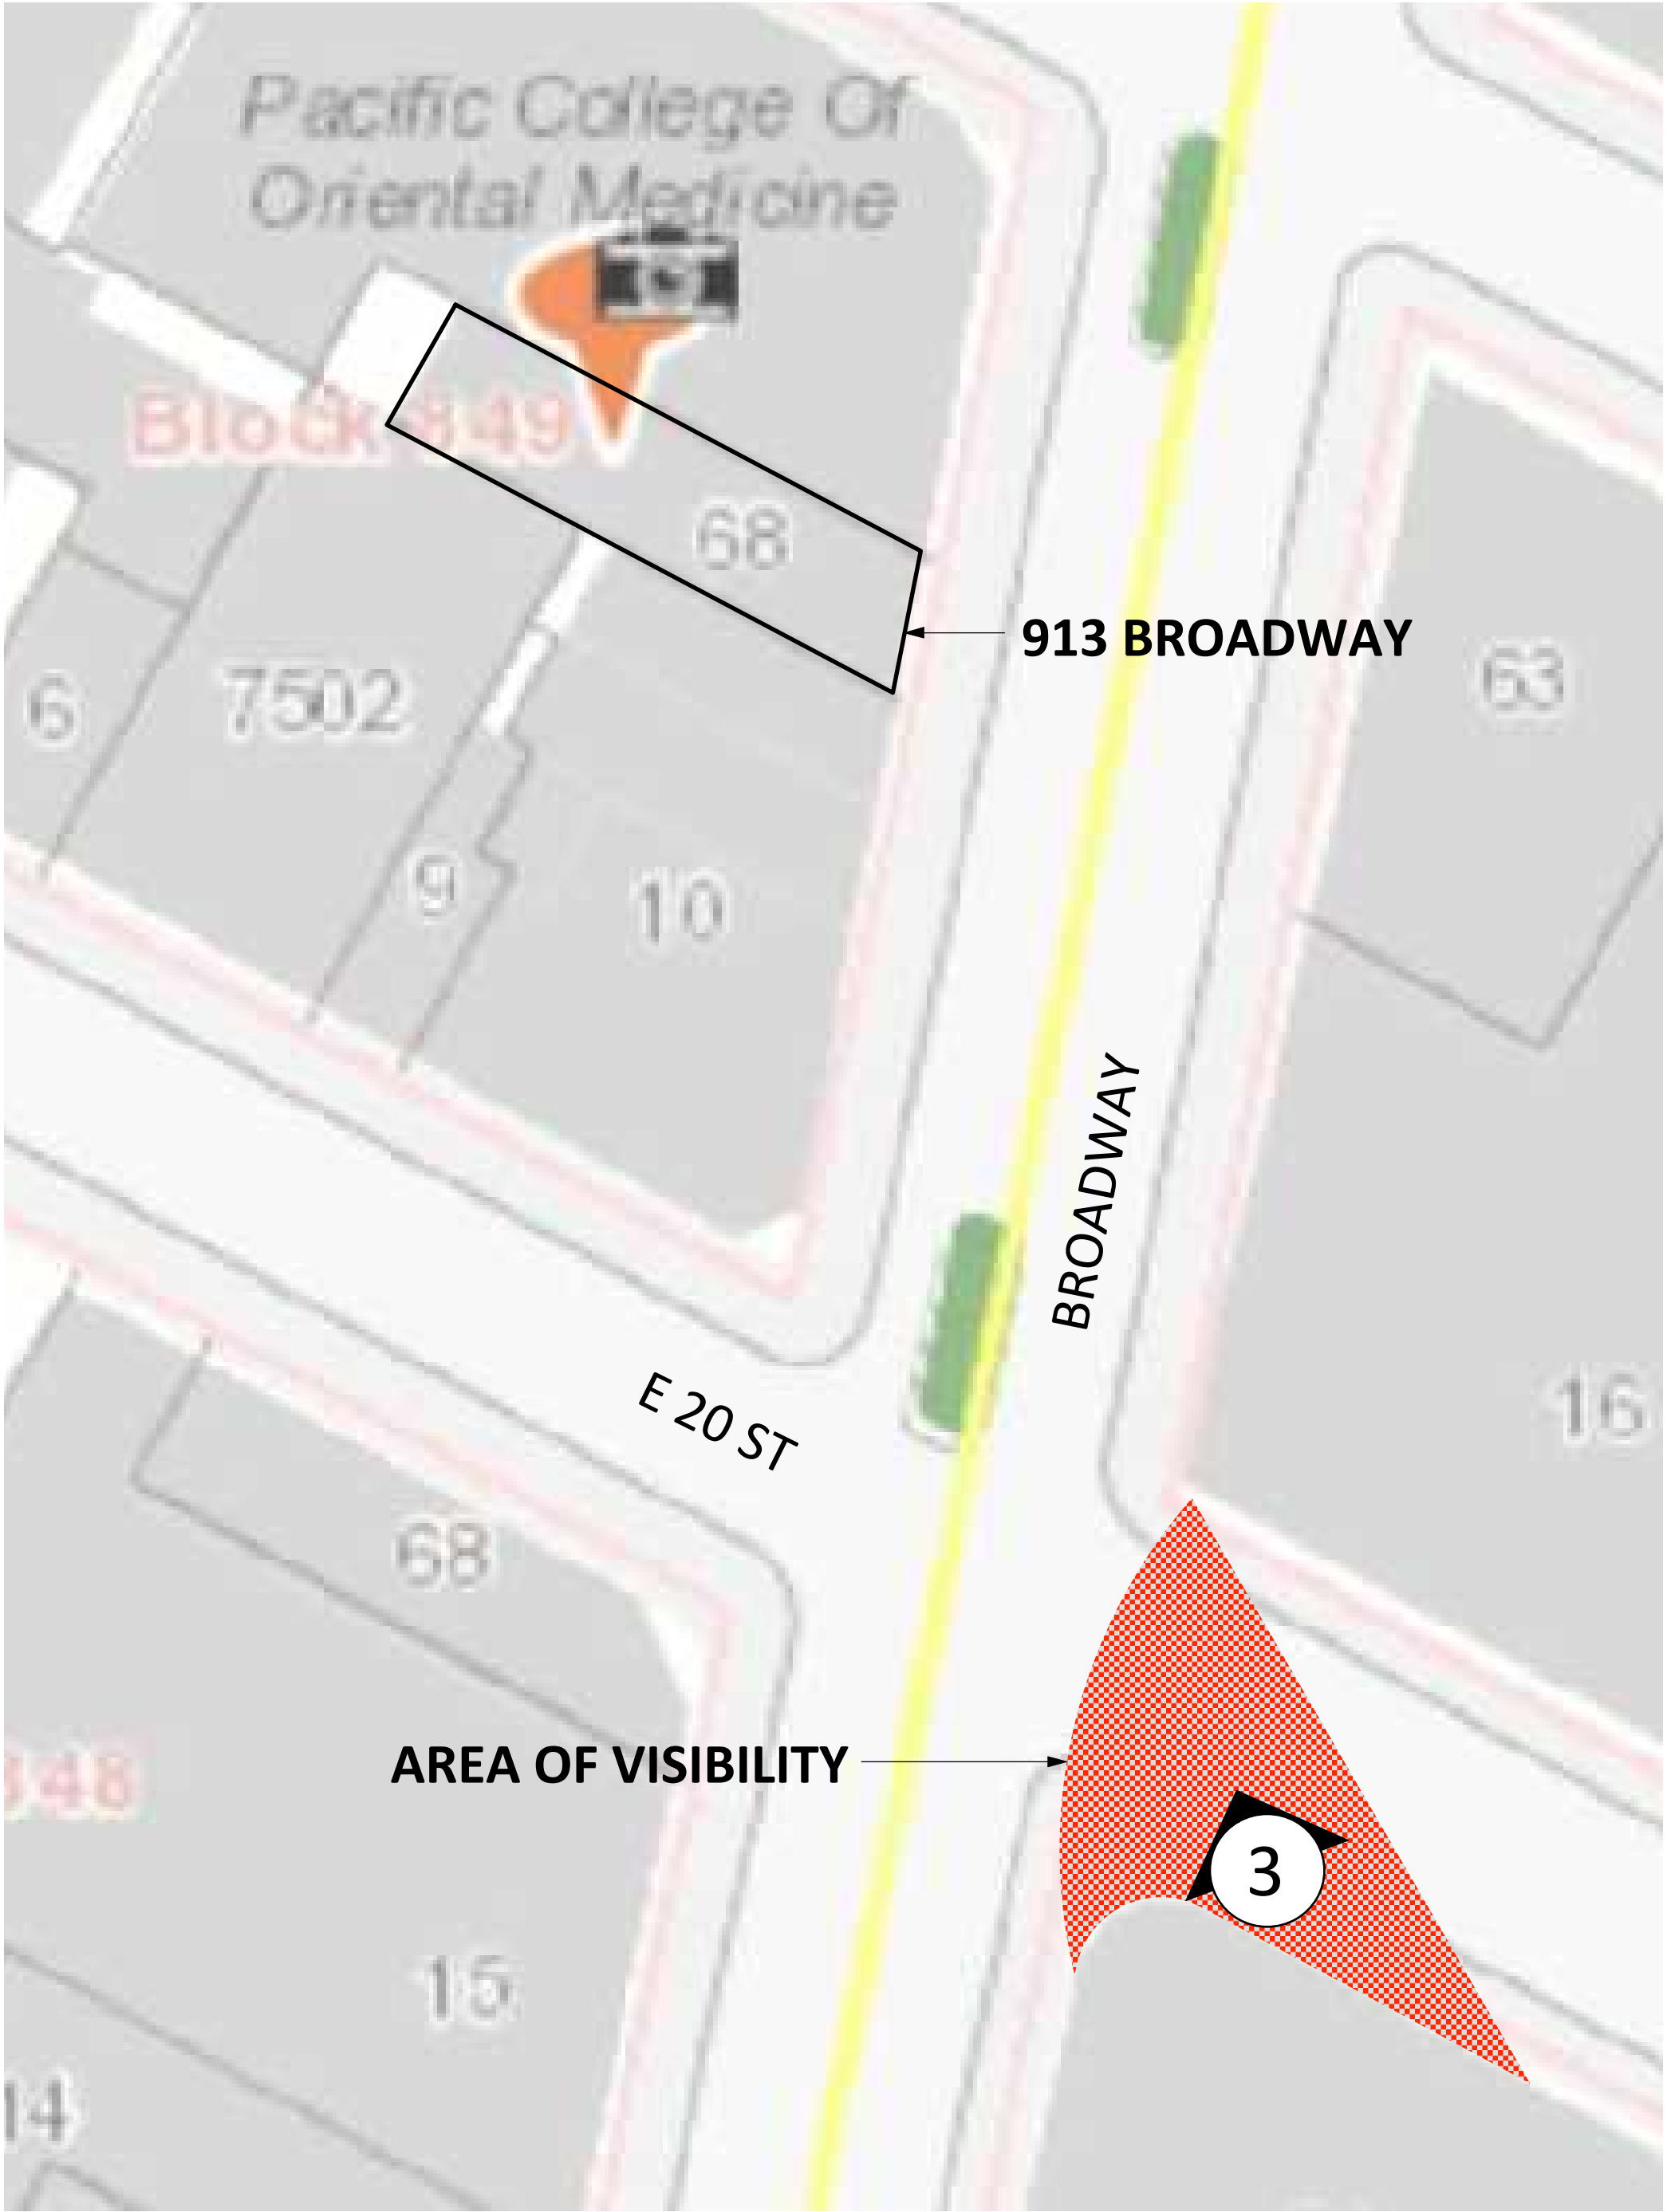 Pacific College Of
Oriental Medicine
Block 849
68
913 BROADWAY
63
6
7502
9
10
BROADWAY
16
E 20 ST
68
AREA OF VISIBILITY
848
3
15
14